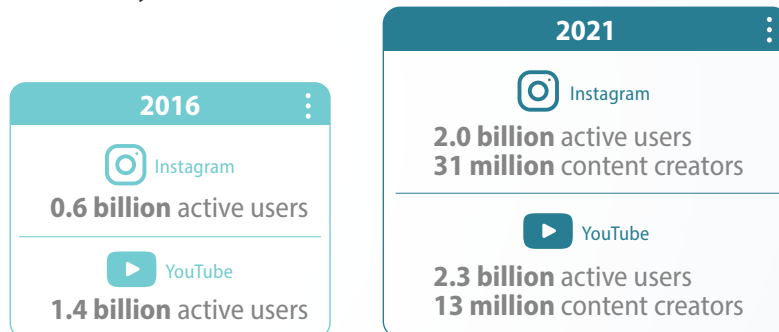 2016
Instagram
0.6 billion active users
YouTube
1.4 billion active users
2021
Instagram
2.0 billion active users
31 million content creators
YouTube
2.3 billion active users
13 million content creators